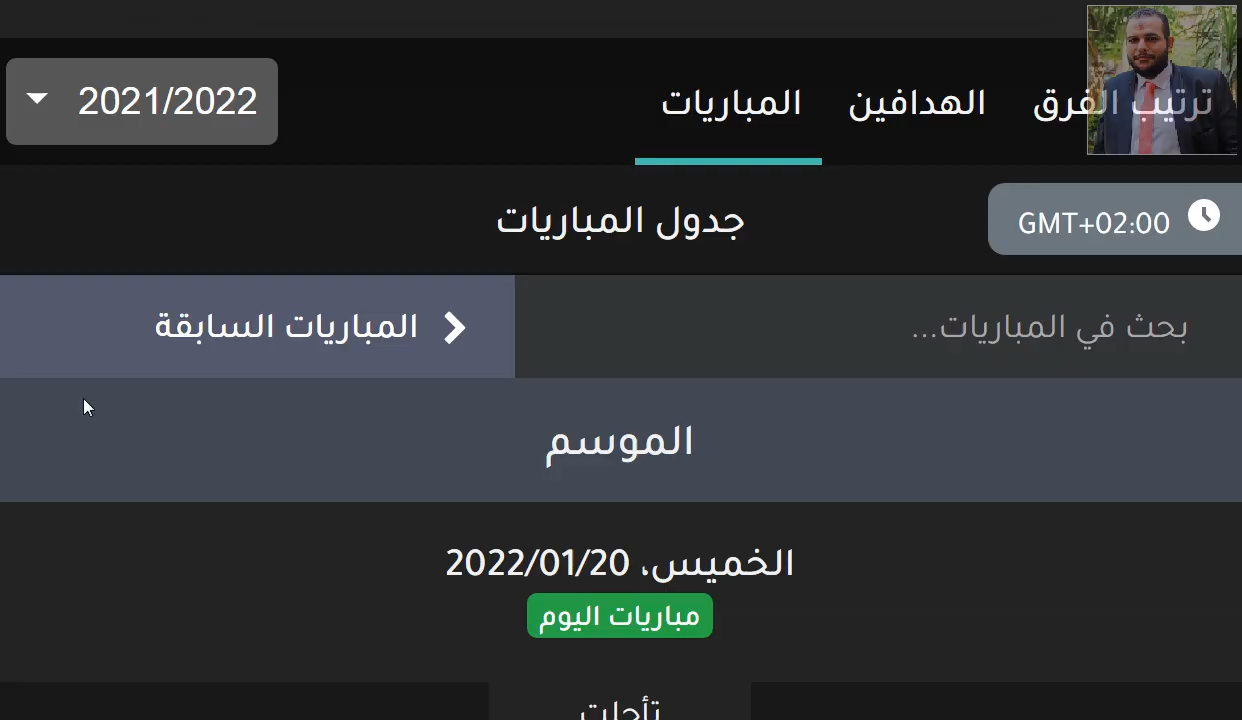 ترتيب الفرق الهدافين المباريات 2021/2022
GMT+02:00 جدول المباريات
بحث في المباريات... المباريات السابقة
الموسم
الخميس، 2022/01/20
مباريات اليوم
تأجلت